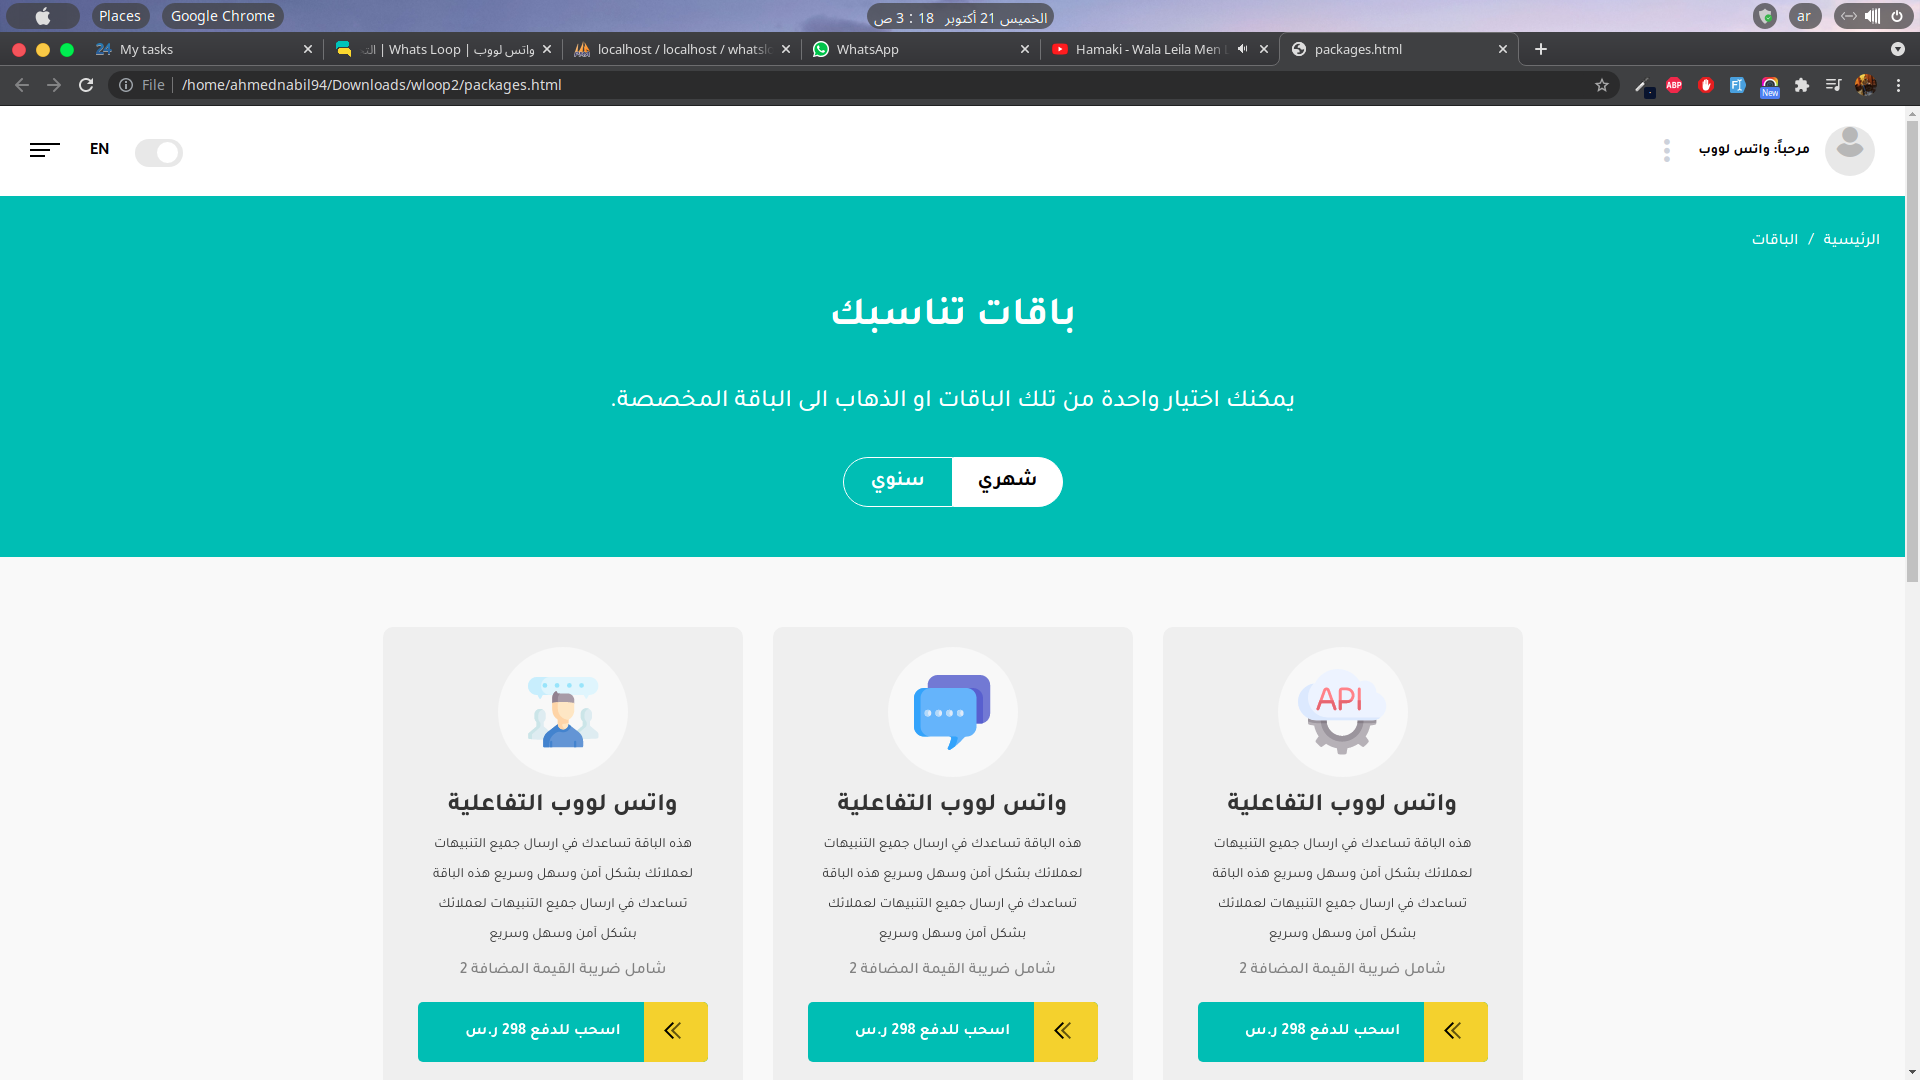 Places
Google Chrome
الخميس 21 أكتوبر 18 : 3 ص
ar
24 My tasks
واتس لووب | Whats Loop | الت
localhost / localhost / whatslo
WhatsApp
Hamaki - Wala Leila Men L
packages.html
File
/home/ahmednabil94/Downloads/wloop2/packages.html
ABP
New
EN
مرحباً: واتس لووب
الرئيسية / الباقات
باقات تناسبك
يمكنك اختيار واحدة من تلك الباقات او الذهاب الى الباقة المخصصة.
شهري
سنوي
API
واتس لووب التفاعلية
هذه الباقة تساعدك في ارسال جميع التنبيهات
لعملائك بشكل آمن وسهل وسريع هذه الباقة
تساعدك في ارسال جميع التنبيهات لعملائك
بشكل آمن وسهل وسريع
شامل ضريبة القيمة المضافة 2
اسحب للدفع 298 ر.س
واتس لووب التفاعلية
هذه الباقة تساعدك في ارسال جميع التنبيهات
لعملائك بشكل آمن وسهل وسريع هذه الباقة
تساعدك في ارسال جميع التنبيهات لعملائك
بشكل آمن وسهل وسريع
شامل ضريبة القيمة المضافة 2
اسحب للدفع 298 ر.س
واتس لووب التفاعلية
هذه الباقة تساعدك في ارسال جميع التنبيهات
لعملائك بشكل آمن وسهل وسريع هذه الباقة
تساعدك في ارسال جميع التنبيهات لعملائك
بشكل آمن وسهل وسريع
شامل ضريبة القيمة المضافة 2
اسحب للدفع 298 ر.س